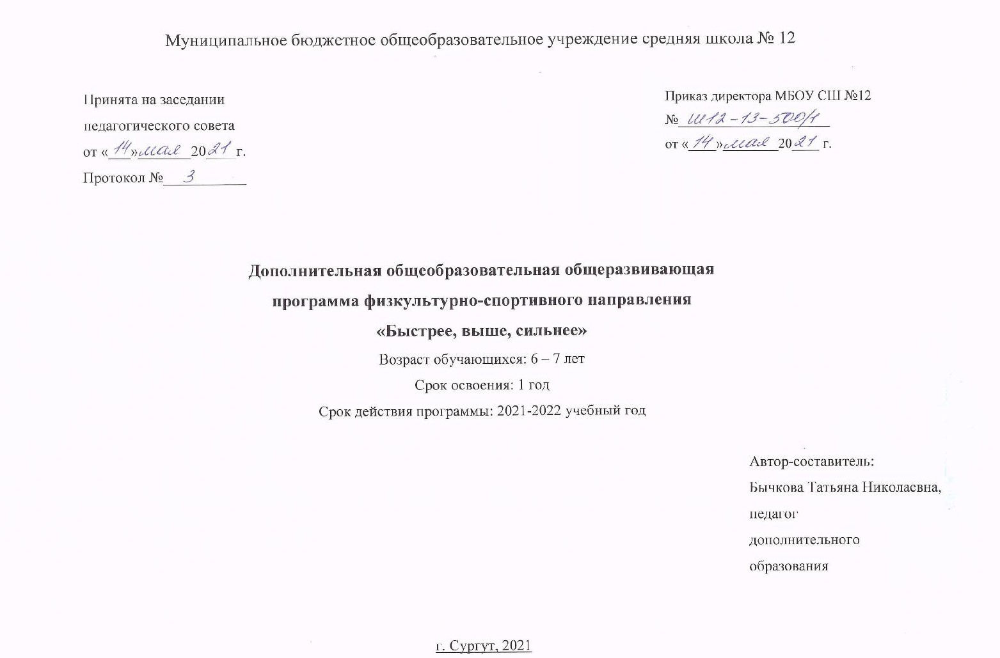 Муниципальное бюджетное общеобразовательное учреждение средняя школа № 12
Принята на заседании
педагогического совета
от «14»мая 2021 г.
Протокол № 3
Приказ директора МБОУ СШ №12
№ Ш12-13-500/1
от «14»мая 2021 г.
Дополнительная общеобразовательная общеразвивающая
программа физкультурно-спортивного направления
«Быстрее, выше, сильнее»
Возраст обучающихся: 6 – 7 лет
Срок освоения: 1 год
Срок действия программы: 2021-2022 учебный год
Автор-составитель:
Бычкова Татьяна Николаевна,
педагог
дополнительного
образования
г. Сургут, 2021